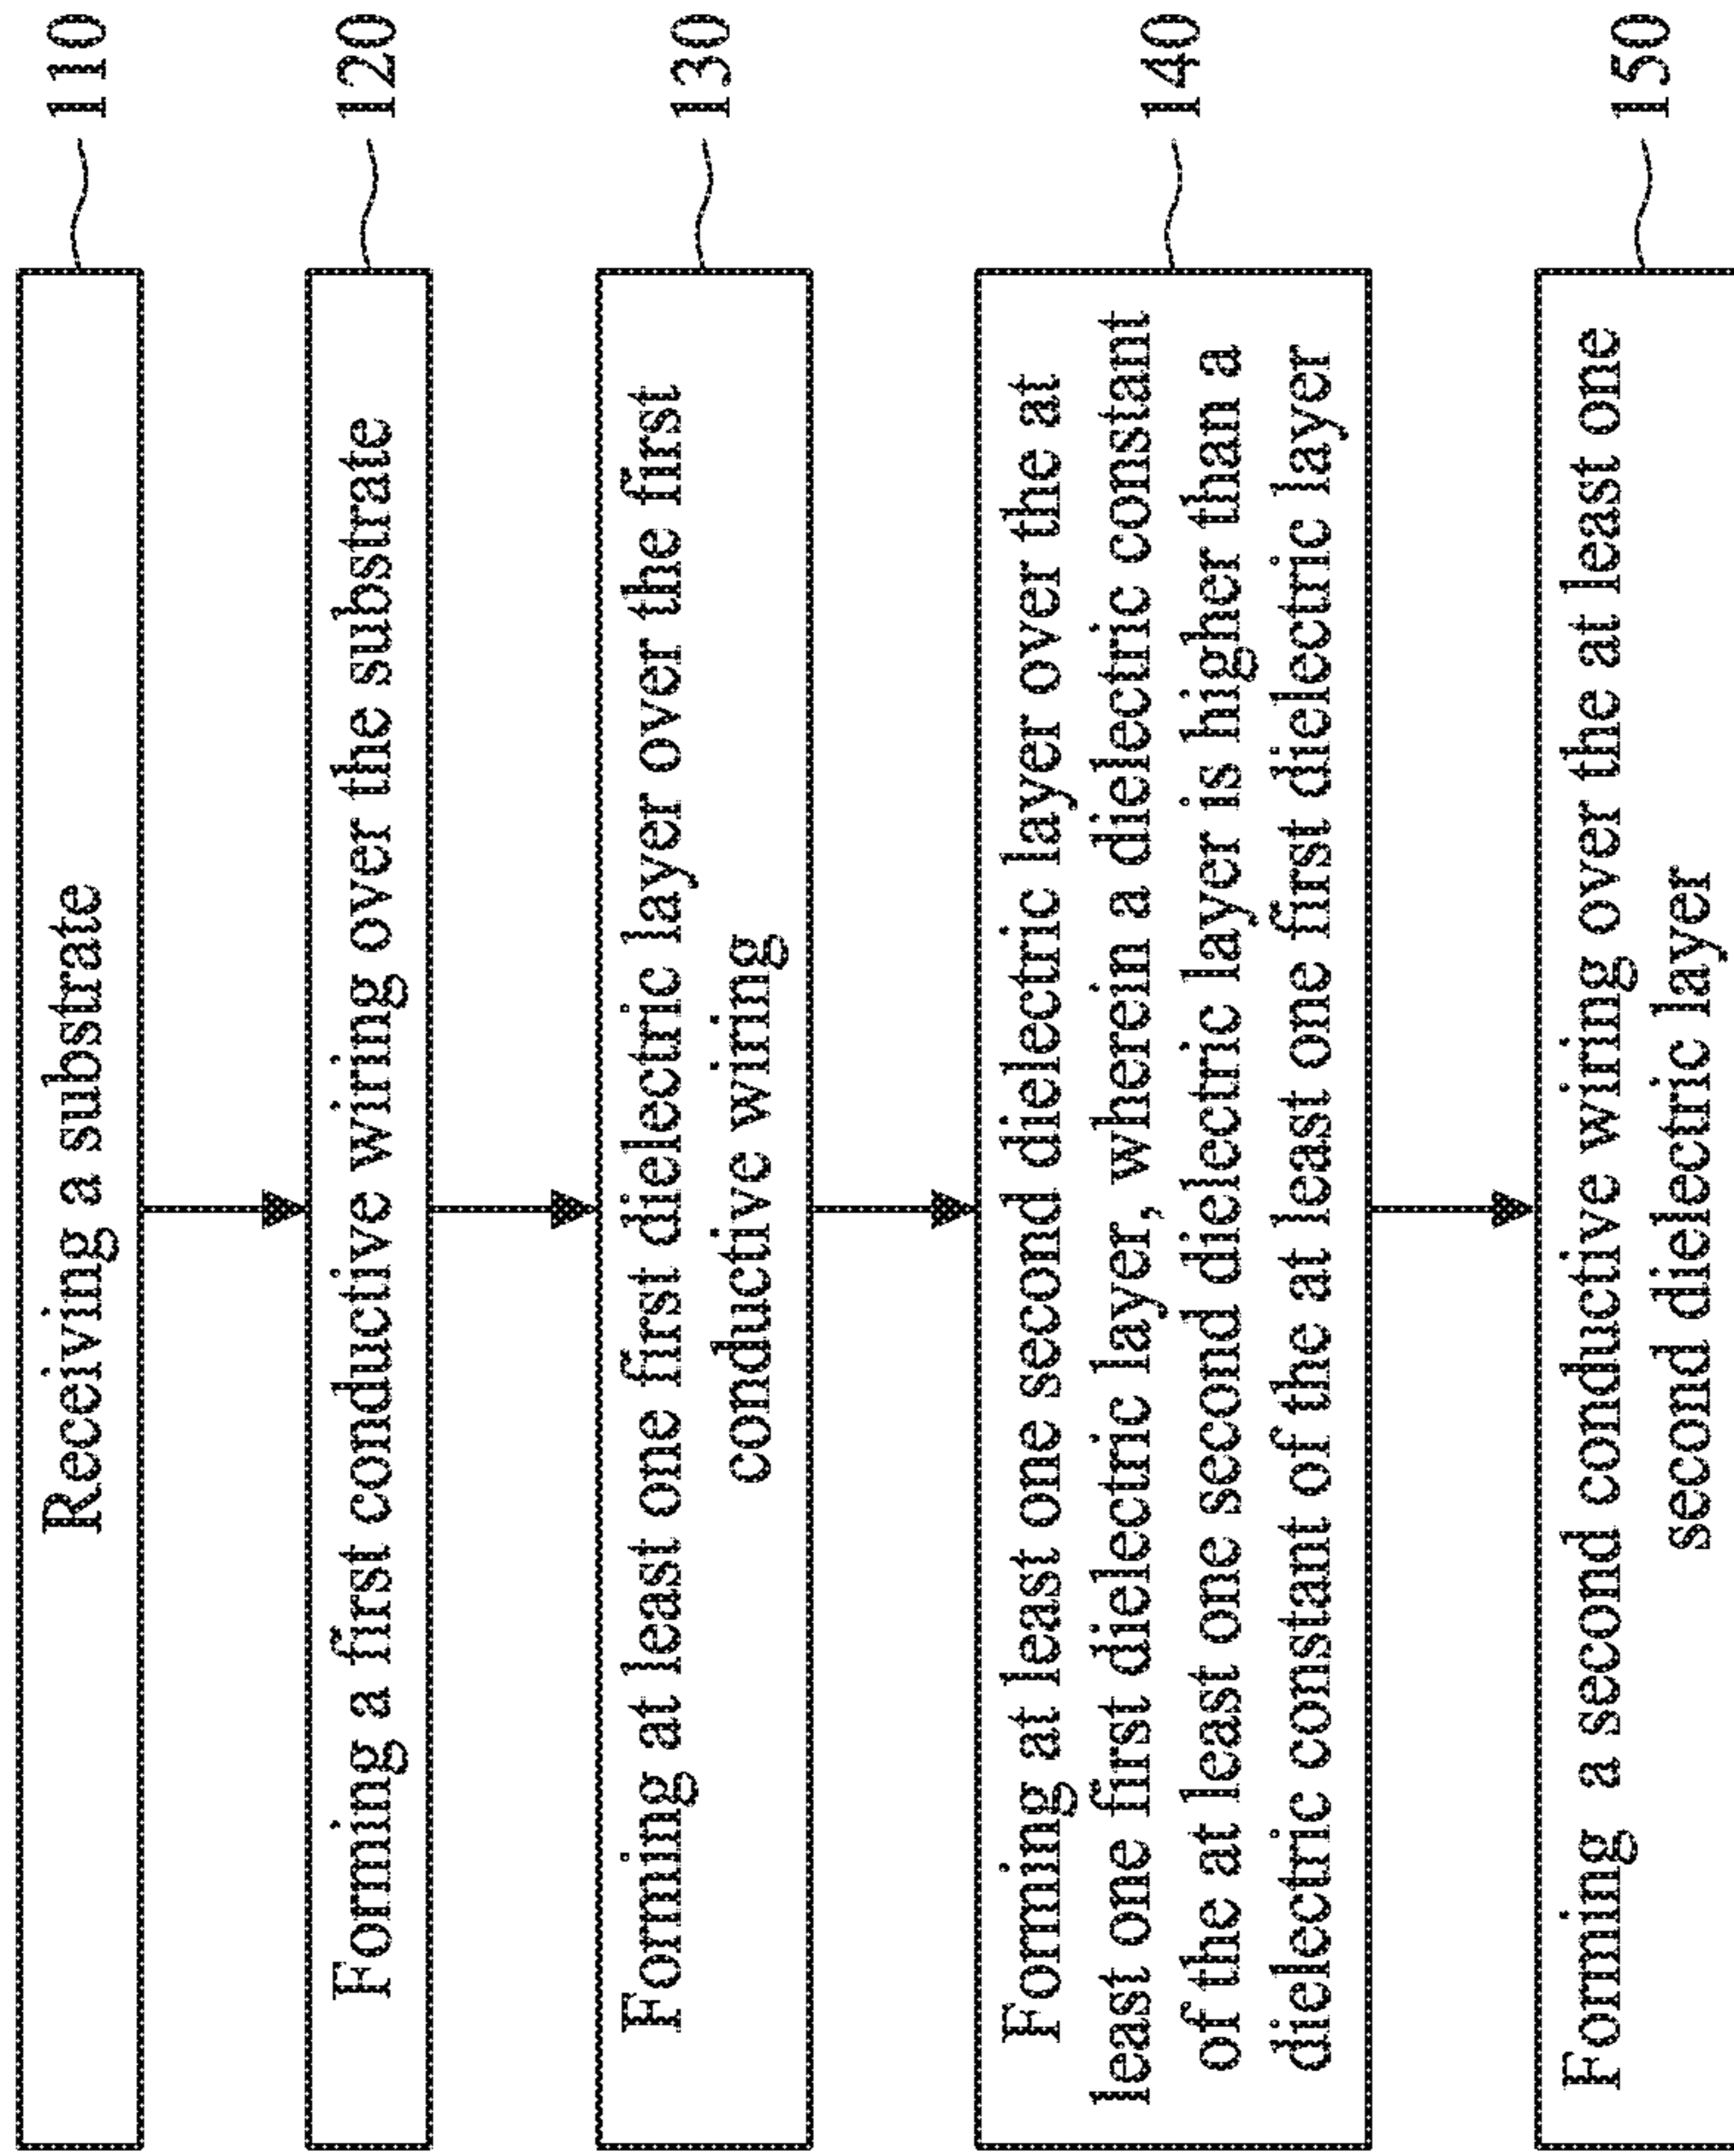 Receiving a substrate
110
Forming a first conductive wiring over the substrate
120
Forming at least one first dielectric layer over the first
conductive wiring
130
Forming at least one second dielectric layer over the at
least one first dielectric layer, wherein a dielectric constant
of the at least one second dielectric layer is higher than a
dielectric constant of the at least one first dielectric layer
140
Forming a second conductive wiring over the at least one
second dielectric layer
150